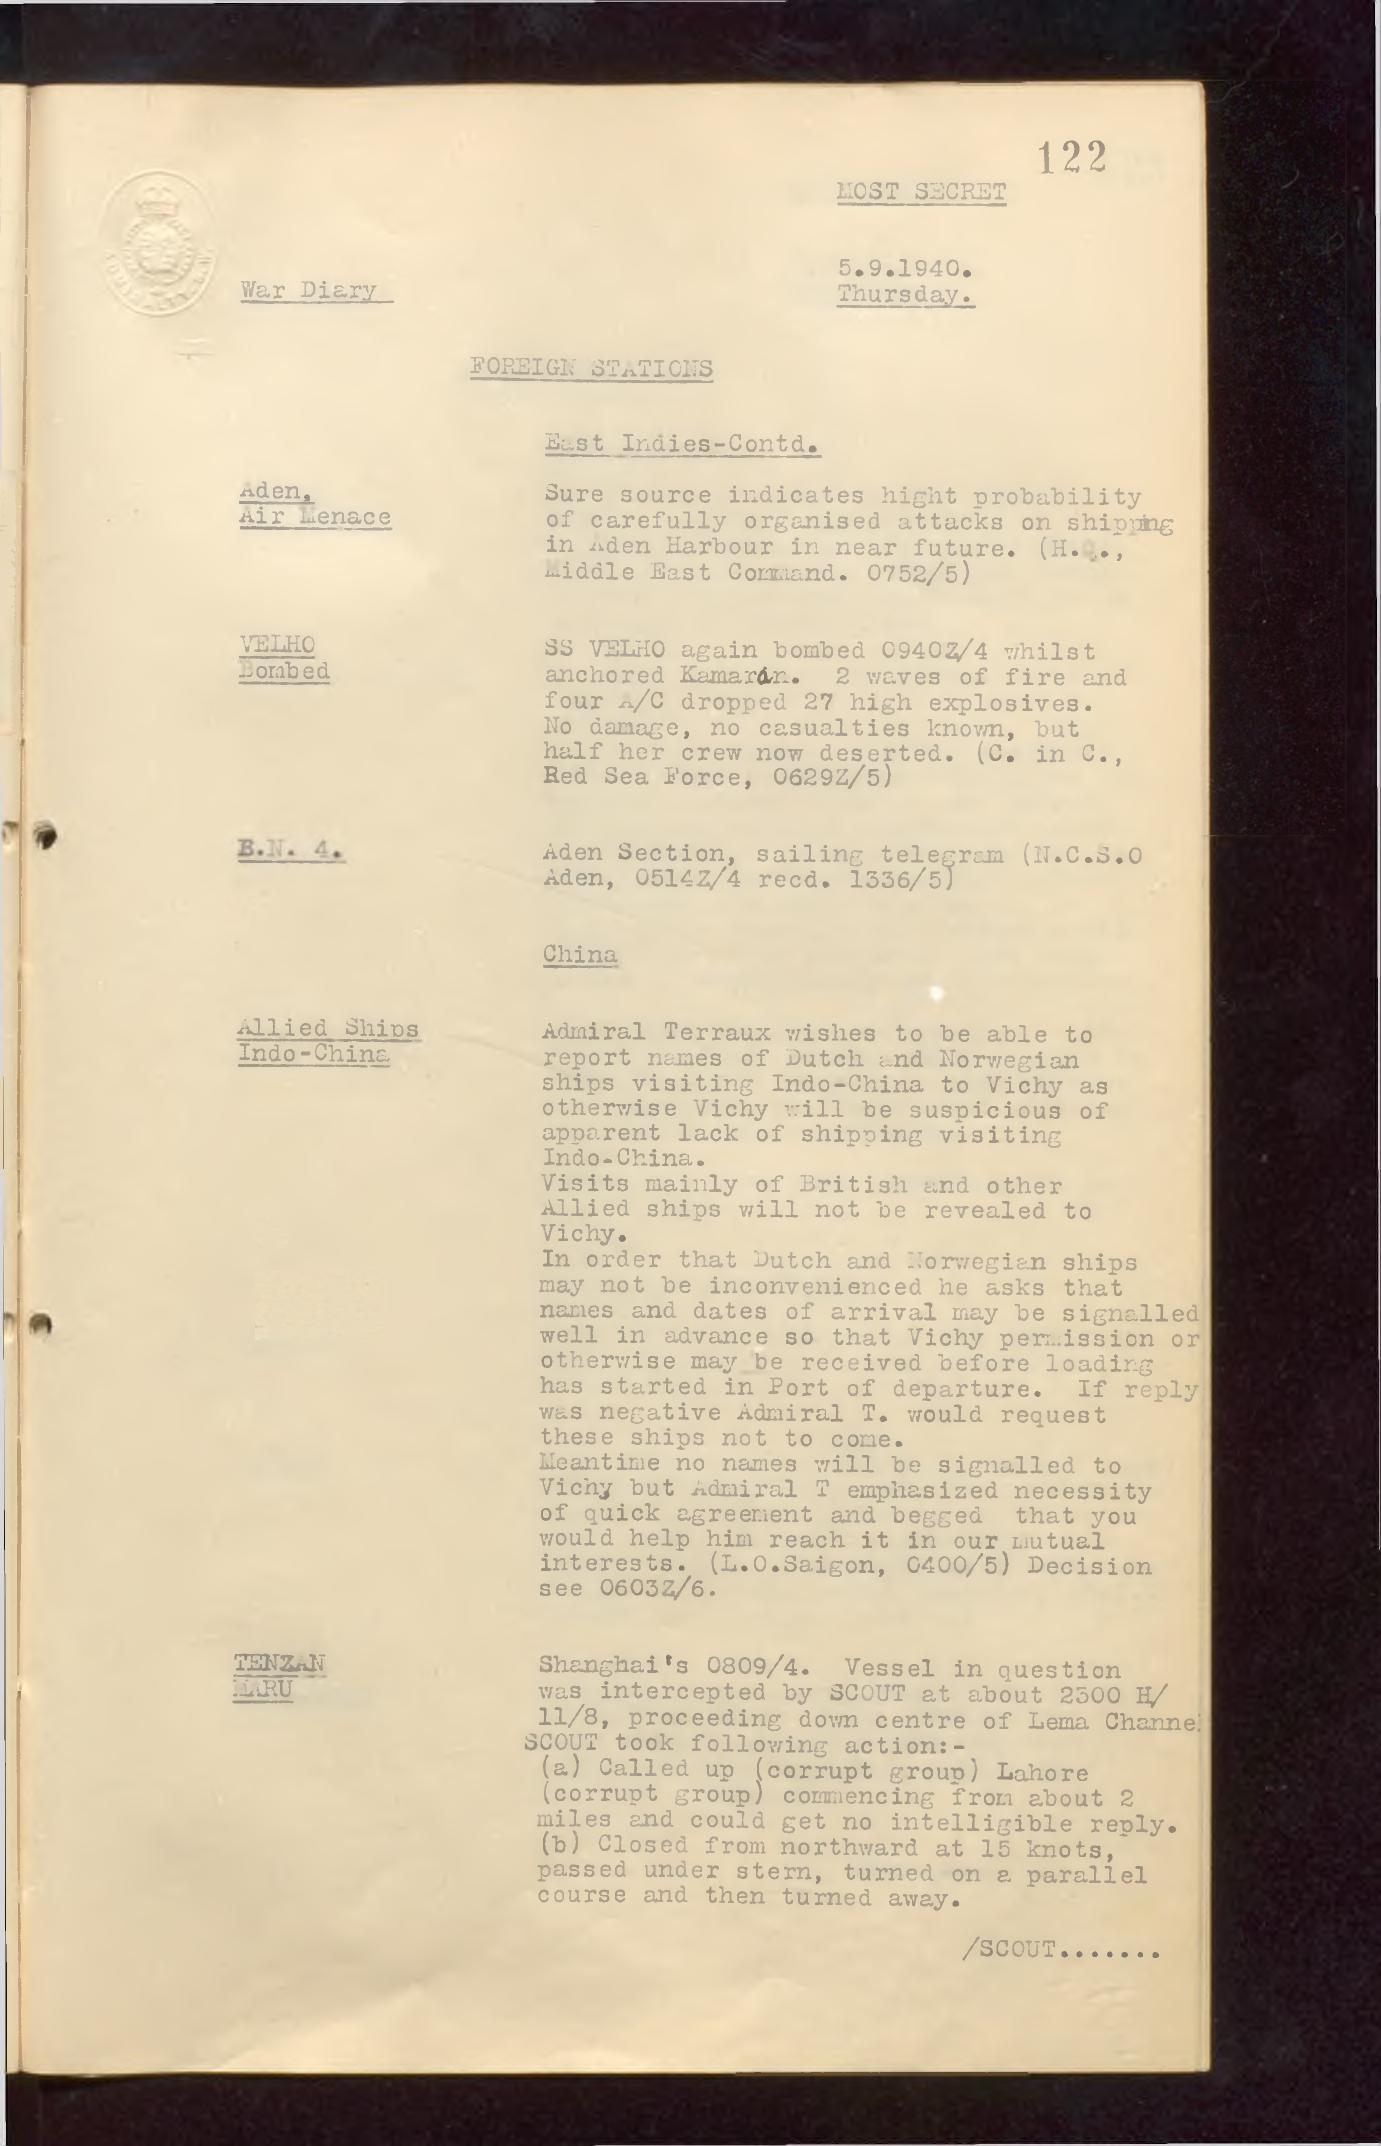 122
MOST SECRET
5.9.1940.
Thursday.
War Diary
FOREIGN STATIONS
East Indies-Contd.
Aden,
Air Menace
Sure source indicates hight probability
of carefully organised attacks on shipping
in Aden Harbour in near future. (H.Q.,
Middle East Command. 0752/5)
VELHO
Bombed
SS VELHO again bombed 0940Z/4 whilst
anchored Kamaran. 2 waves of fire and
four A/C dropped 27 high explosives.
No damage, no casualties known, but
half her crew now deserted. (C. in C.,
Red Sea Force, 0629Z/5)
B.N. 4.
Aden Section, sailing telegram (N.C.S.O
Aden, 0514Z/4 recd. 1336/5)
China
Allied Ships
Indo-China
Admiral Terraux wishes to be able to
report names of Dutch and Norwegian
ships visiting Indo-China to Vichy as
otherwise Vichy will be suspicious of
apparent lack of shipping visiting
Indo-China.
Visits mainly of British and other
Allied ships will not be revealed to
Vichy.
In order that Dutch and Norwegian ships
may not be inconvenienced he asks that
names and dates of arrival may be signalled
well in advance so that Vichy permission or
otherwise may be received before loading
has started in Port of departure. If reply
was negative Admiral T. would request
these ships not to come.
Meantime no names will be signalled to
Vichy but Admiral T emphasized necessity
of quick agreement and begged that you
would help him reach it in our mutual
interests. (L.O.Saigon, 0400/5) Decision
see 0603Z/6.
TENZAN
MARU
Shanghai's 0809/4. Vessel in question
was intercepted by SCOUT at about 2300 H/
11/8, proceeding down centre of Lema Channel
SCOUT took following action:-
(a) Called up (corrupt group) Lahore
(corrupt group) commencing from about 2
miles and could get no intelligible reply.
(b) Closed from northward at 15 knots,
passed under stern, turned on a parallel
course and then turned away.
/SCOUT.......